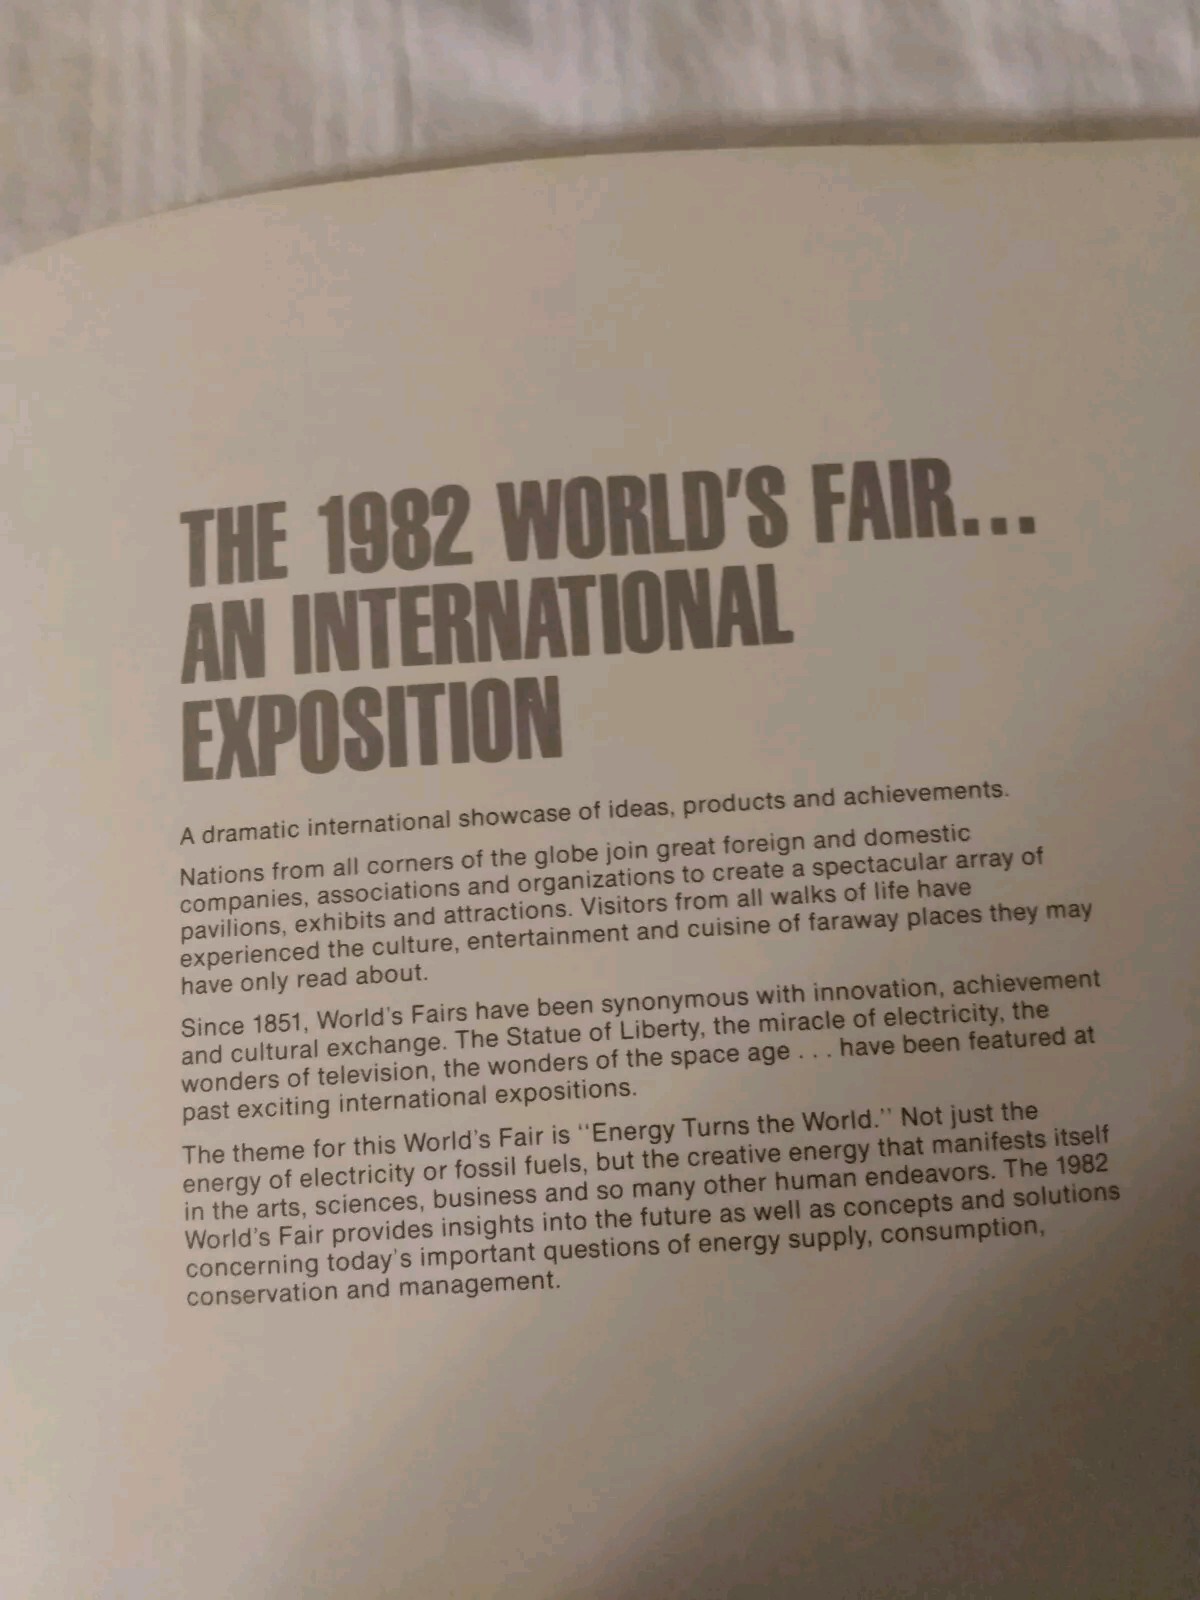 THE 1982 WORLD'S FAIR...
AN INTERNATIONAL
EXPOSITION
A dramatic international showcase of ideas, products and achievements.
Nations from all corners of the globe join great foreign and domestic
companies, associations and organizations to create a spectacular array of
pavilions, exhibits and attractions. Visitors from all walks of life have
experienced the culture, entertainment and cuisine of faraway places they may
have only read about.
Since 1851, World's Fairs have been synonymous with innovation, achievement
and cultural exchange. The Statue of Liberty, the miracle of electricity, the
wonders of television, the wonders of the space age . . . have been featured at
past exciting international expositions.
The theme for this World's Fair is "Energy Turns the World." Not just the
energy of electricity or fossil fuels, but the creative energy that manifests itself
in the arts, sciences, business and so many other human endeavors. The 1982
World's Fair provides insights into the future as well as concepts and solutions
concerning today's important questions of energy supply, consumption,
conservation and management.